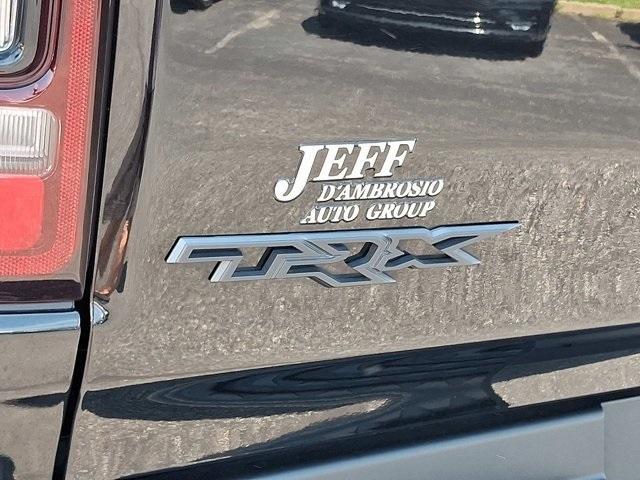 JEFF
D'AMBROSIO
AUTO GROUP
TRX